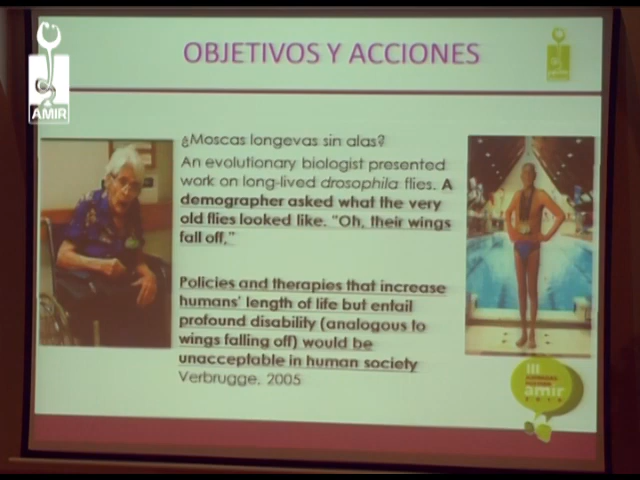 AMIR
OBJETIVOS Y ACCIONES
¿Moscas longevas sin alas?
An evolutionary biologist presented
work on long-lived drosophila flies. A
demographer asked what the very
old flies looked like. "Oh, their wings
fall off."
Policies and therapies that increase
humans' length of life but entail
profound disability (analogous to
wings falling off) would be
unacceptable in human society
Verbrugge, 2005
III
amir